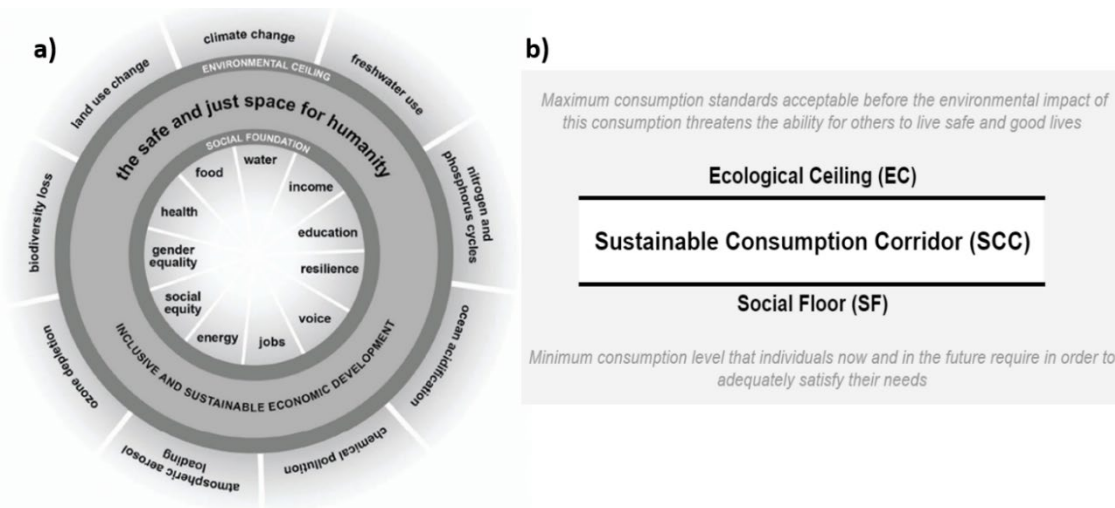 a)
climate change
freshwater use
nitrogen and
phosphorus cycles
ocean acidification
chemical pollution
atmospheric aerosol
loading
ozone depletion
biodiversity loss
land use change
ENVIRONMENTAL CEILING
the safe and just space for humanity
SOCIAL FOUNDATION
water
income
education
resilience
voice
jobs
energy
social
equity
gender
equality
health
food
INCLUSIVE AND SUSTAINABLE ECONOMIC DEVELOPMENT
b)
Maximum consumption standards acceptable before the environmental impact of
this consumption threatens the ability for others to live safe and good lives
Ecological Ceiling (EC)
Sustainable Consumption Corridor (SCC)
Social Floor (SF)
Minimum consumption level that individuals now and in the future require in order to
adequately satisfy their needs